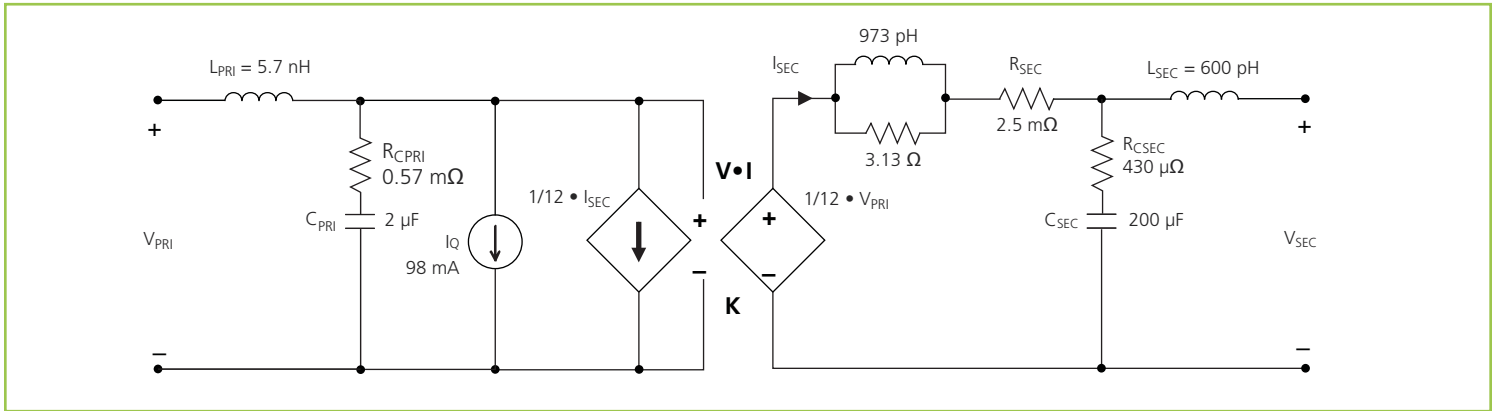 973 pH
L_PRI = 5.7 nH
I_SEC
R_SEC
L_SEC = 600 pH
+
+
2.5 mΩ
R_CPRI
0.57 mΩ
3.13 Ω
R_CSEC
430 µΩ
V•I
1/12 • I_SEC
1/12 • V_PRI
+
+
C_PRI
2 µF
C_SEC
200 µF
V_PRI
I_Q
98 mA
V_SEC
–
–
K
–
–